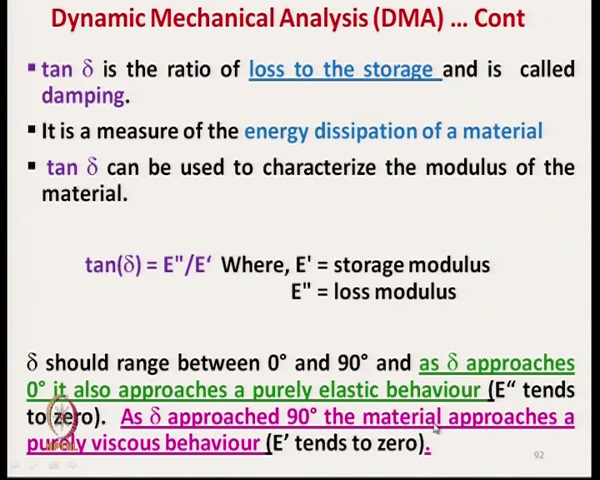 Dynamic Mechanical Analysis (DMA) ... Cont
▪ tan δ is the ratio of loss to the storage and is called
damping.
▪ It is a measure of the energy dissipation of a material
▪ tan δ can be used to characterize the modulus of the
material.
tan(δ) = E"/E‘ Where, E' = storage modulus
E" = loss modulus
δ should range between 0° and 90° and as δ approaches
0° it also approaches a purely elastic behaviour (E“ tends
to zero). As δ approached 90° the material approaches a
purely viscous behaviour (E’ tends to zero).
NPTEL
92